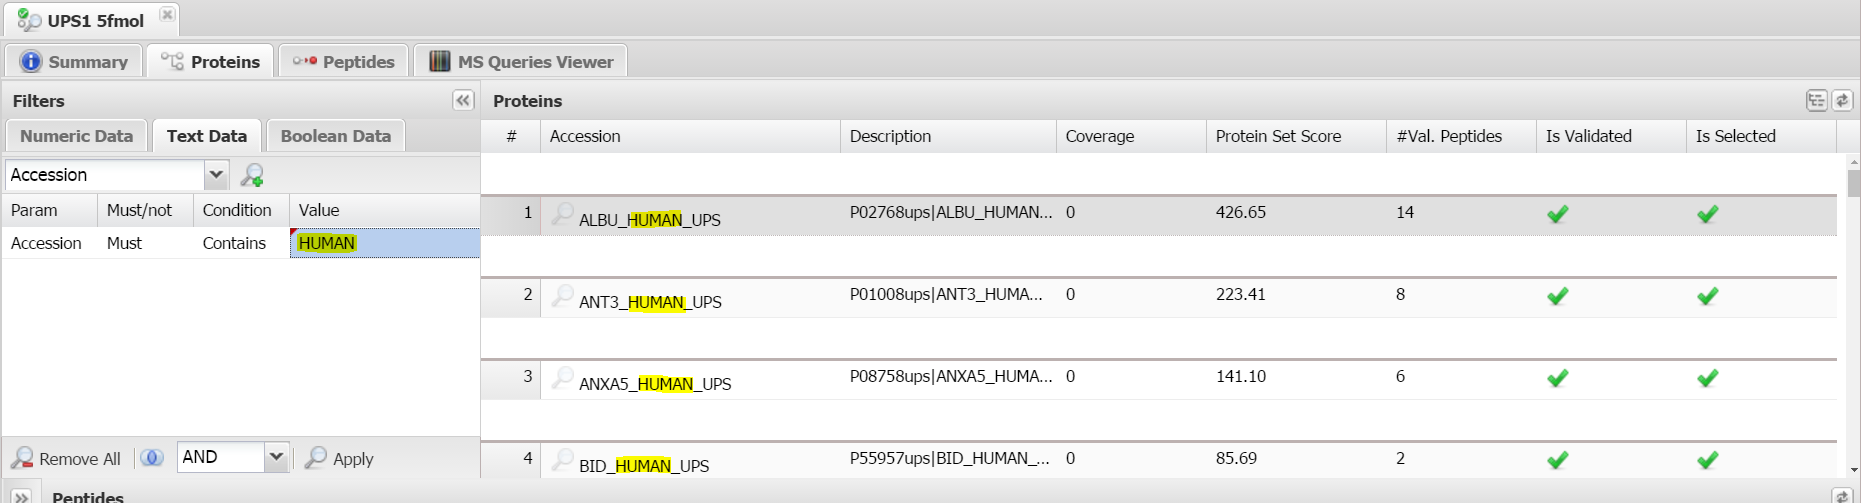 UPS1 5fmol
Summary Proteins Peptides MS Queries Viewer
Filters
Numeric Data Text Data Boolean Data
Accession
Param Must/not Condition Value
Accession Must Contains HUMAN
Remove All AND Apply
Proteins
# Accession Description Coverage Protein Set Score #Val. Peptides Is Validated Is Selected
1 ALBU_HUMAN_UPS P02768ups|ALBU_HUMAN... 0 426.65 14
2 ANT3_HUMAN_UPS P01008ups|ANT3_HUMA... 0 223.41 8
3 ANXA5_HUMAN_UPS P08758ups|ANXA5_HUMA... 0 141.10 6
4 BID_HUMAN_UPS P55957ups|BID_HUMAN_... 0 85.69 2
Peptides